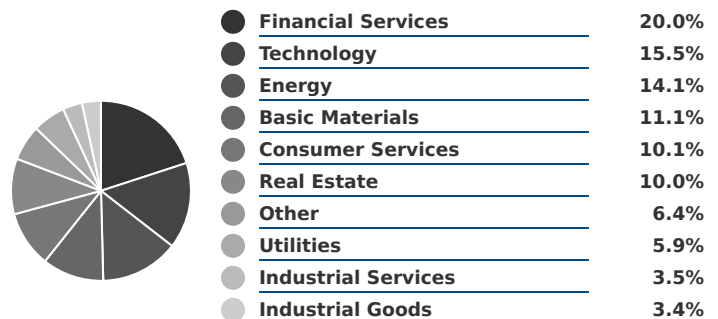 Financial Services 20.0%
Technology 15.5%
Energy 14.1%
Basic Materials 11.1%
Consumer Services 10.1%
Real Estate 10.0%
Other 6.4%
Utilities 5.9%
Industrial Services 3.5%
Industrial Goods 3.4%